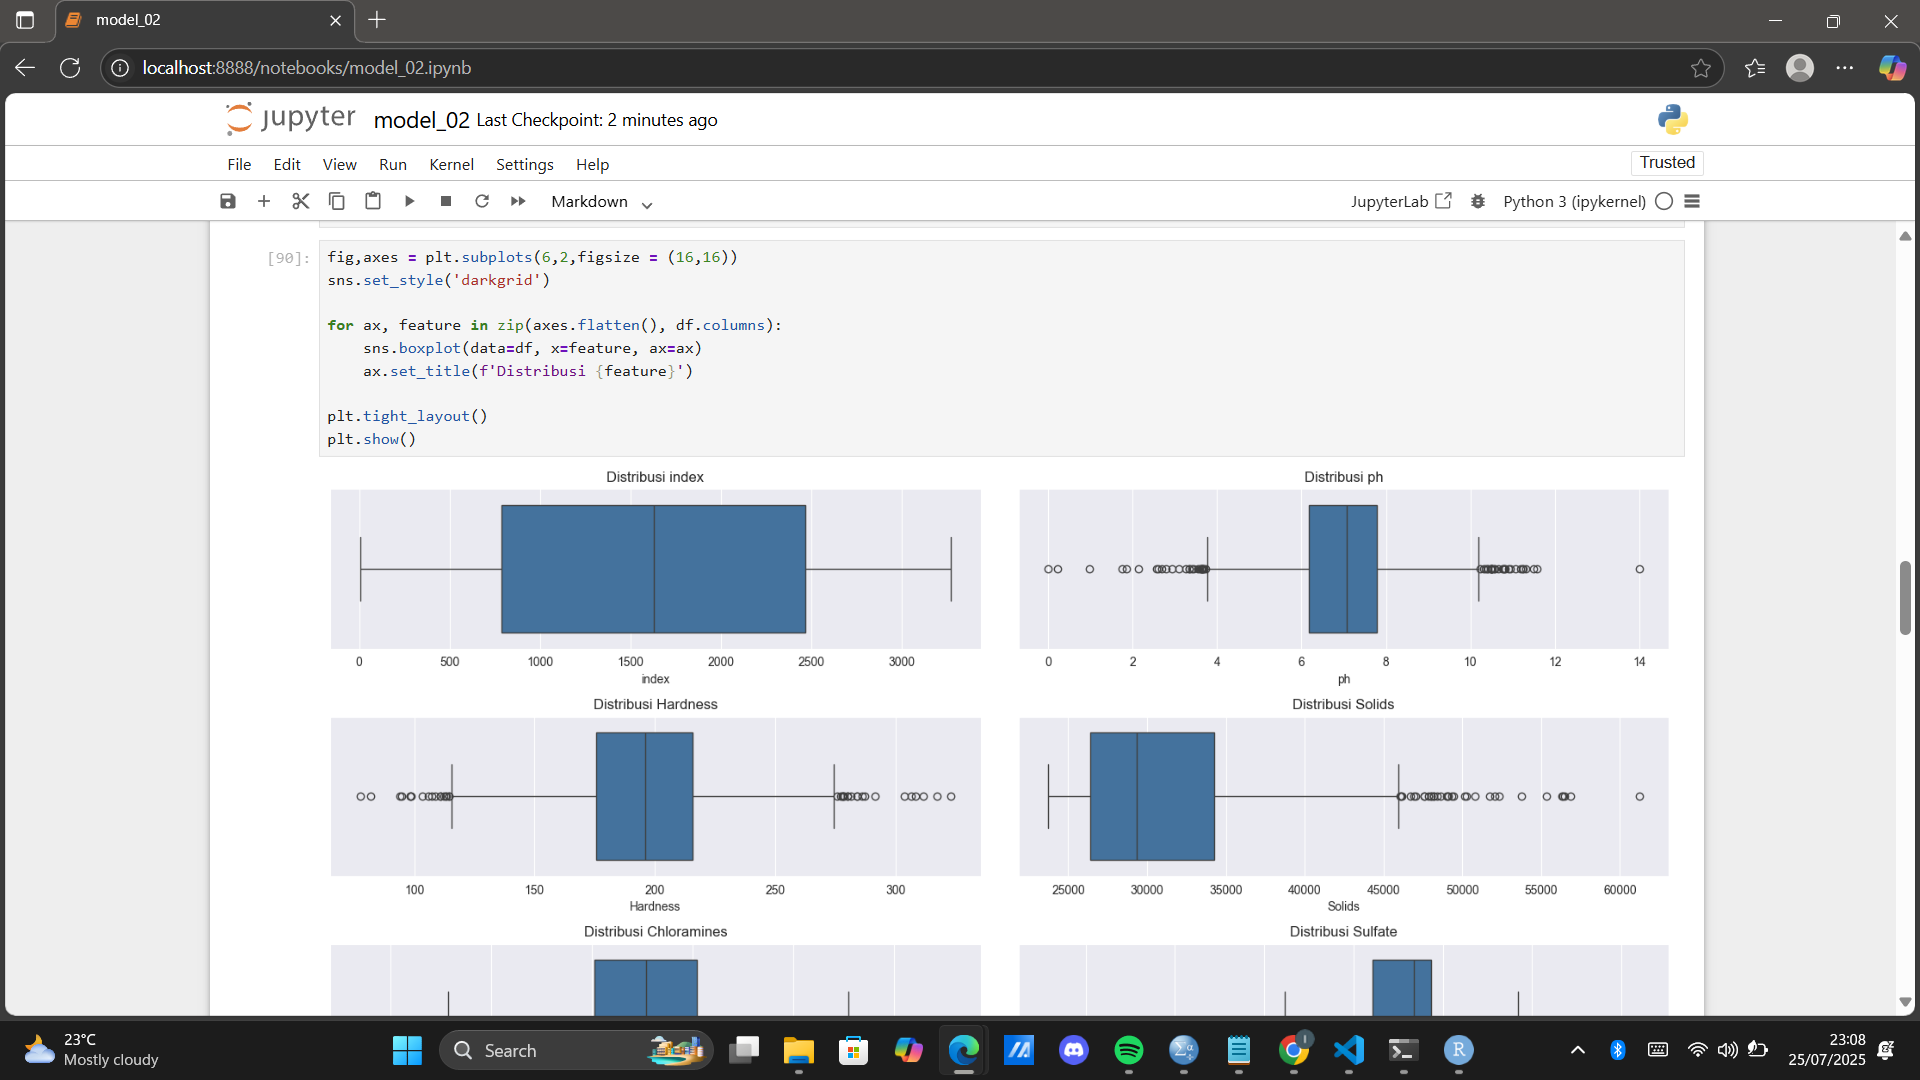 model_02
localhost:8888/notebooks/model_02.ipynb
jupyter model_02 Last Checkpoint: 2 minutes ago
File Edit View Run Kernel Settings Help
Trusted
Markdown
JupyterLab
Python 3 (ipykernel)
[90]:
fig,axes = plt.subplots(6,2,figsize = (16,16))
sns.set_style('darkgrid')
for ax, feature in zip(axes.flatten(), df.columns):
    sns.boxplot(data=df, x=feature, ax=ax)
    ax.set_title(f'Distribusi {feature}')
plt.tight_layout()
plt.show()
Distribusi index
0 500 1000 1500 2000 2500 3000
index
Distribusi ph
0 2 4 6 8 10 12 14
ph
Distribusi Hardness
100 150 200 250 300
Hardness
Distribusi Solids
25000 30000 35000 40000 45000 50000 55000 60000
Solids
Distribusi Chloramines
Distribusi Sulfate
23°C
Mostly cloudy
Search
23:08
25/07/2025